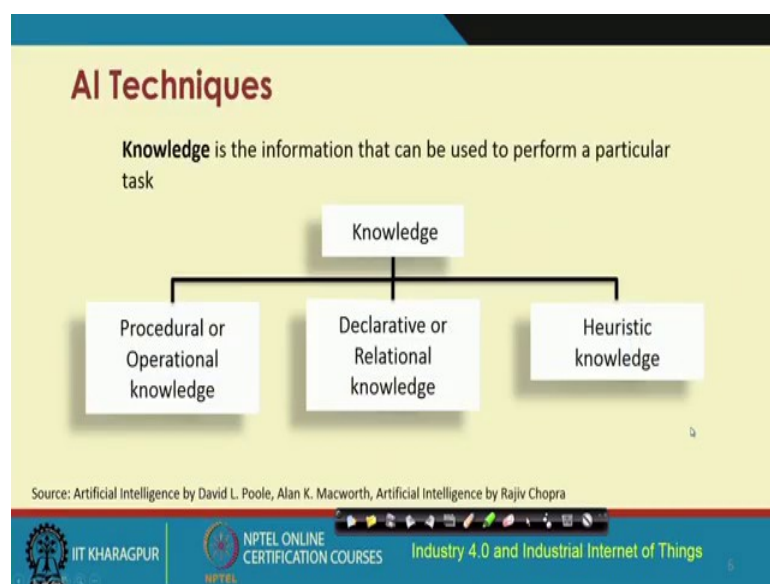 AI Techniques
Knowledge is the information that can be used to perform a particular
task
Knowledge
Procedural or
Operational
knowledge
Declarative or
Relational
knowledge
Heuristic
knowledge
Source: Artificial Intelligence by David L. Poole, Alan K. Macworth, Artificial Intelligence by Rajiv Chopra
IIT KHARAGPUR
NPTEL
NPTEL ONLINE
CERTIFICATION COURSES
Industry 4.0 and Industrial Internet of Things
6